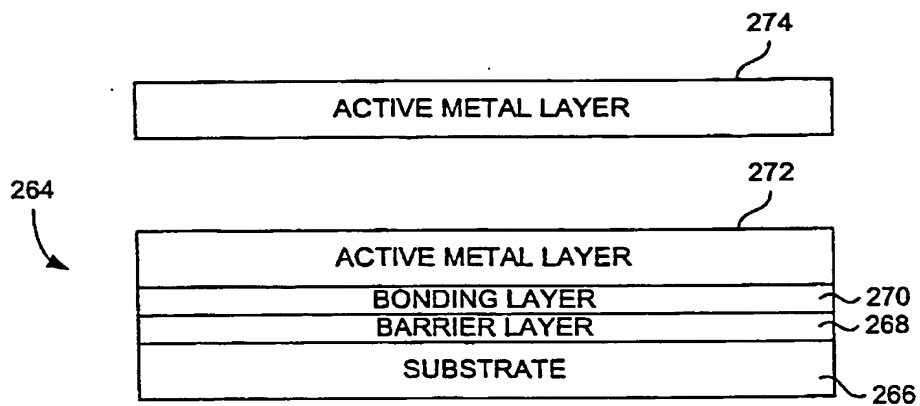 274
ACTIVE METAL LAYER
264
272
ACTIVE METAL LAYER
BONDING LAYER 270
BARRIER LAYER 268
SUBSTRATE
266